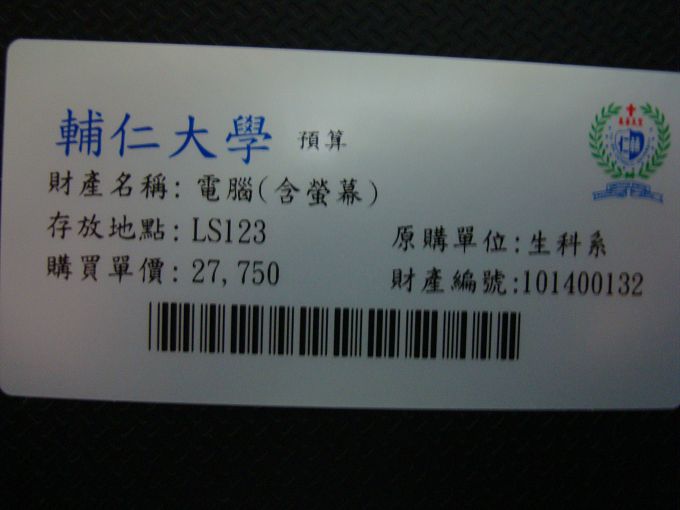 輔仁大學 預算
財產名稱: 電腦(含螢幕)
存放地點: LS123 原購單位:生科系
購買單價: 27,750 財產編號:101400132